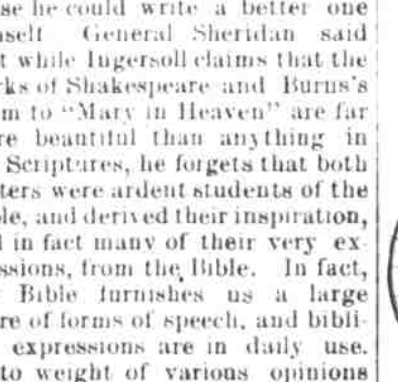 se he could write a better one
nself General Sheridan said
t while Ingersoll claims that the
rks of Shakespeare and Burns's
m to "Mary in Heaven" are far
re beautiful than anything in
Scriptures, he forgets that both
ters were ardent students of the
ble, and derived their inspiration,
l in fact many of their very ex-
ssions, from the Bible. In fact,
Bible furnishes us a large
re of forms of speech, and bibli-
expressions are in daily use.
to weight of various opinions